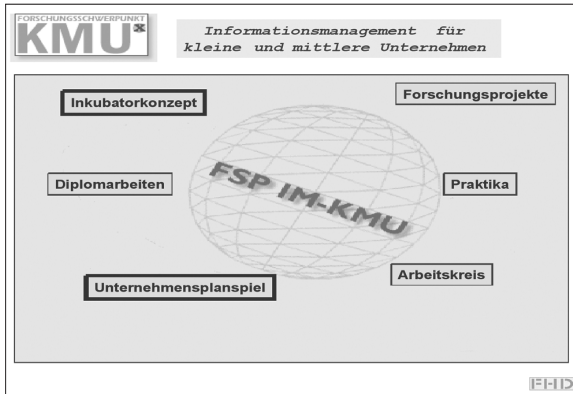 FORSCHUNGSSCHWERPUNKT
KMU
Informationsmanagement für
kleine und mittlere Unternehmen
Inkubatorkonzept
Forschungsprojekte
Diplomarbeiten
FSP IM-KMU
Praktika
Unternehmensplanspiel
Arbeitskreis
FHD